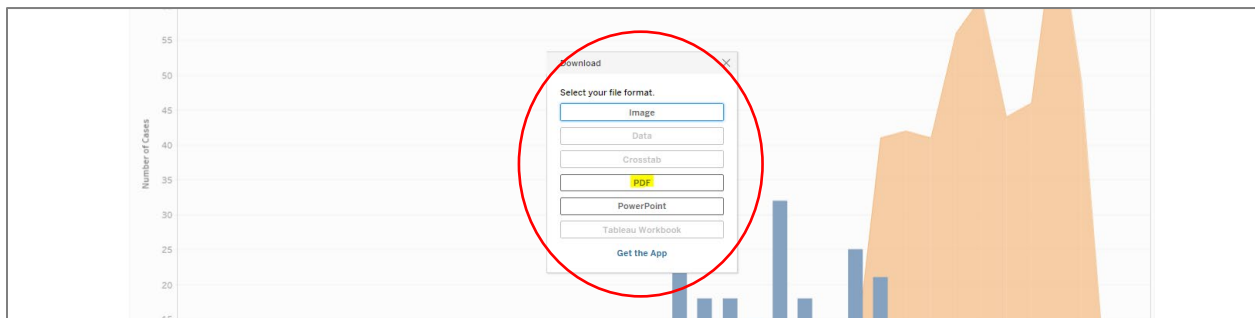 Download
Select your file format.
Image
Data
Crosstab
PDF
PowerPoint
Tableau Workbook
Get the App
Number of Cases
55
50
45
40
35
30
25
20